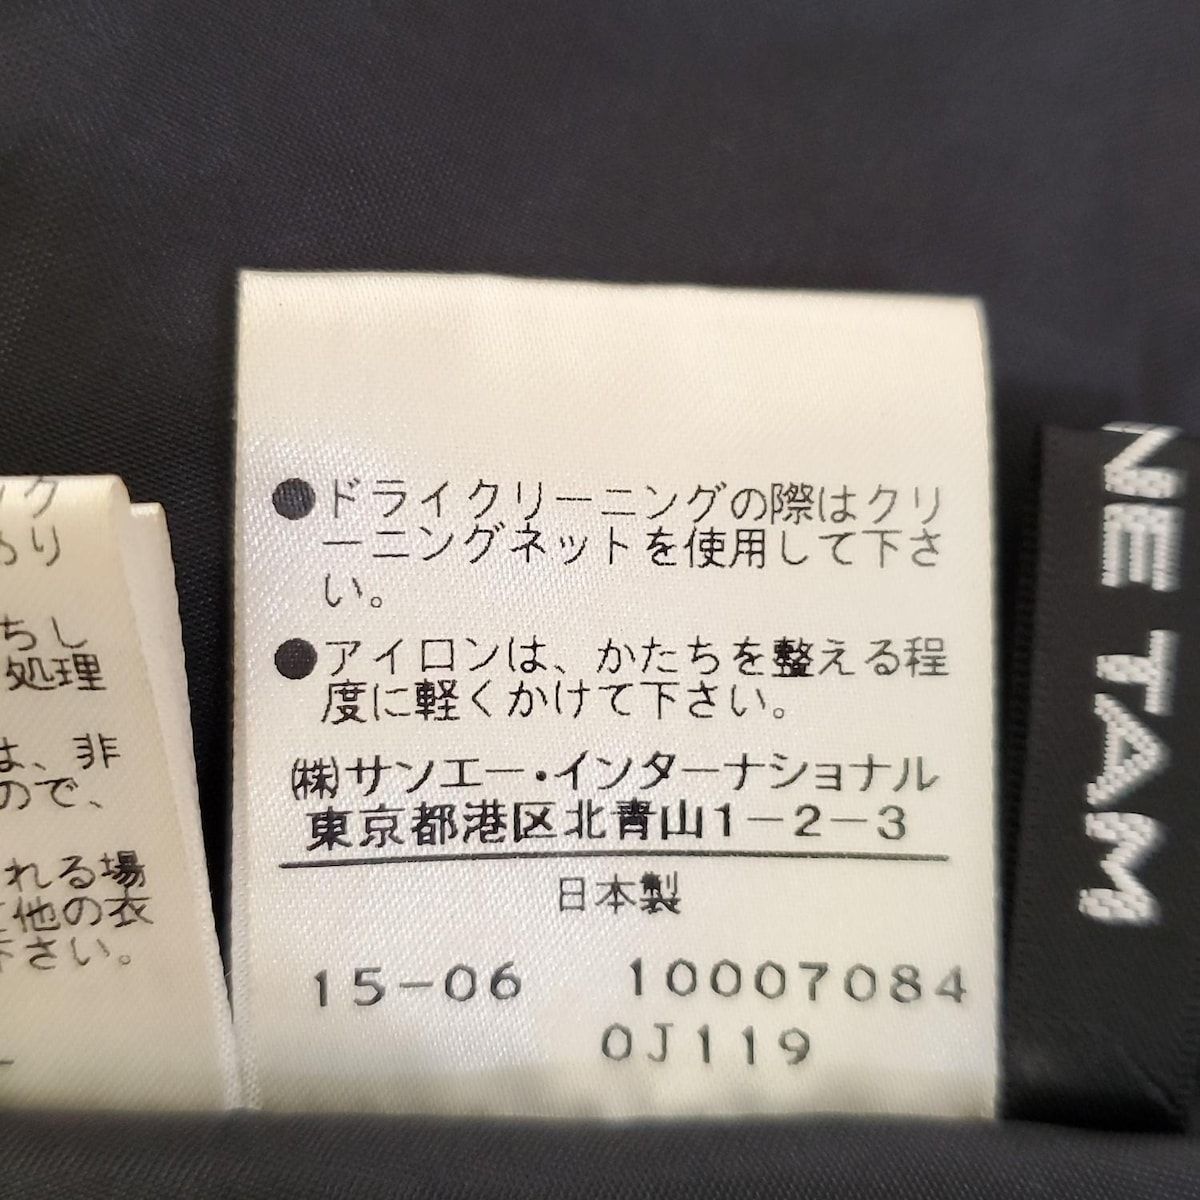 ●ドライクリーニングの際はクリ
ーニングネットを使用して下さ
い。
●アイロンは、かたちを整える程
度に軽くかけて下さい。
(株)サンエー・インターナショナル
東京都港区北青山1-2-3
日本製
15-06 10007084
0J119
ック
めり
ちし
処理
は、非
ので、
れる場
他の衣
下さい。
NE TAM